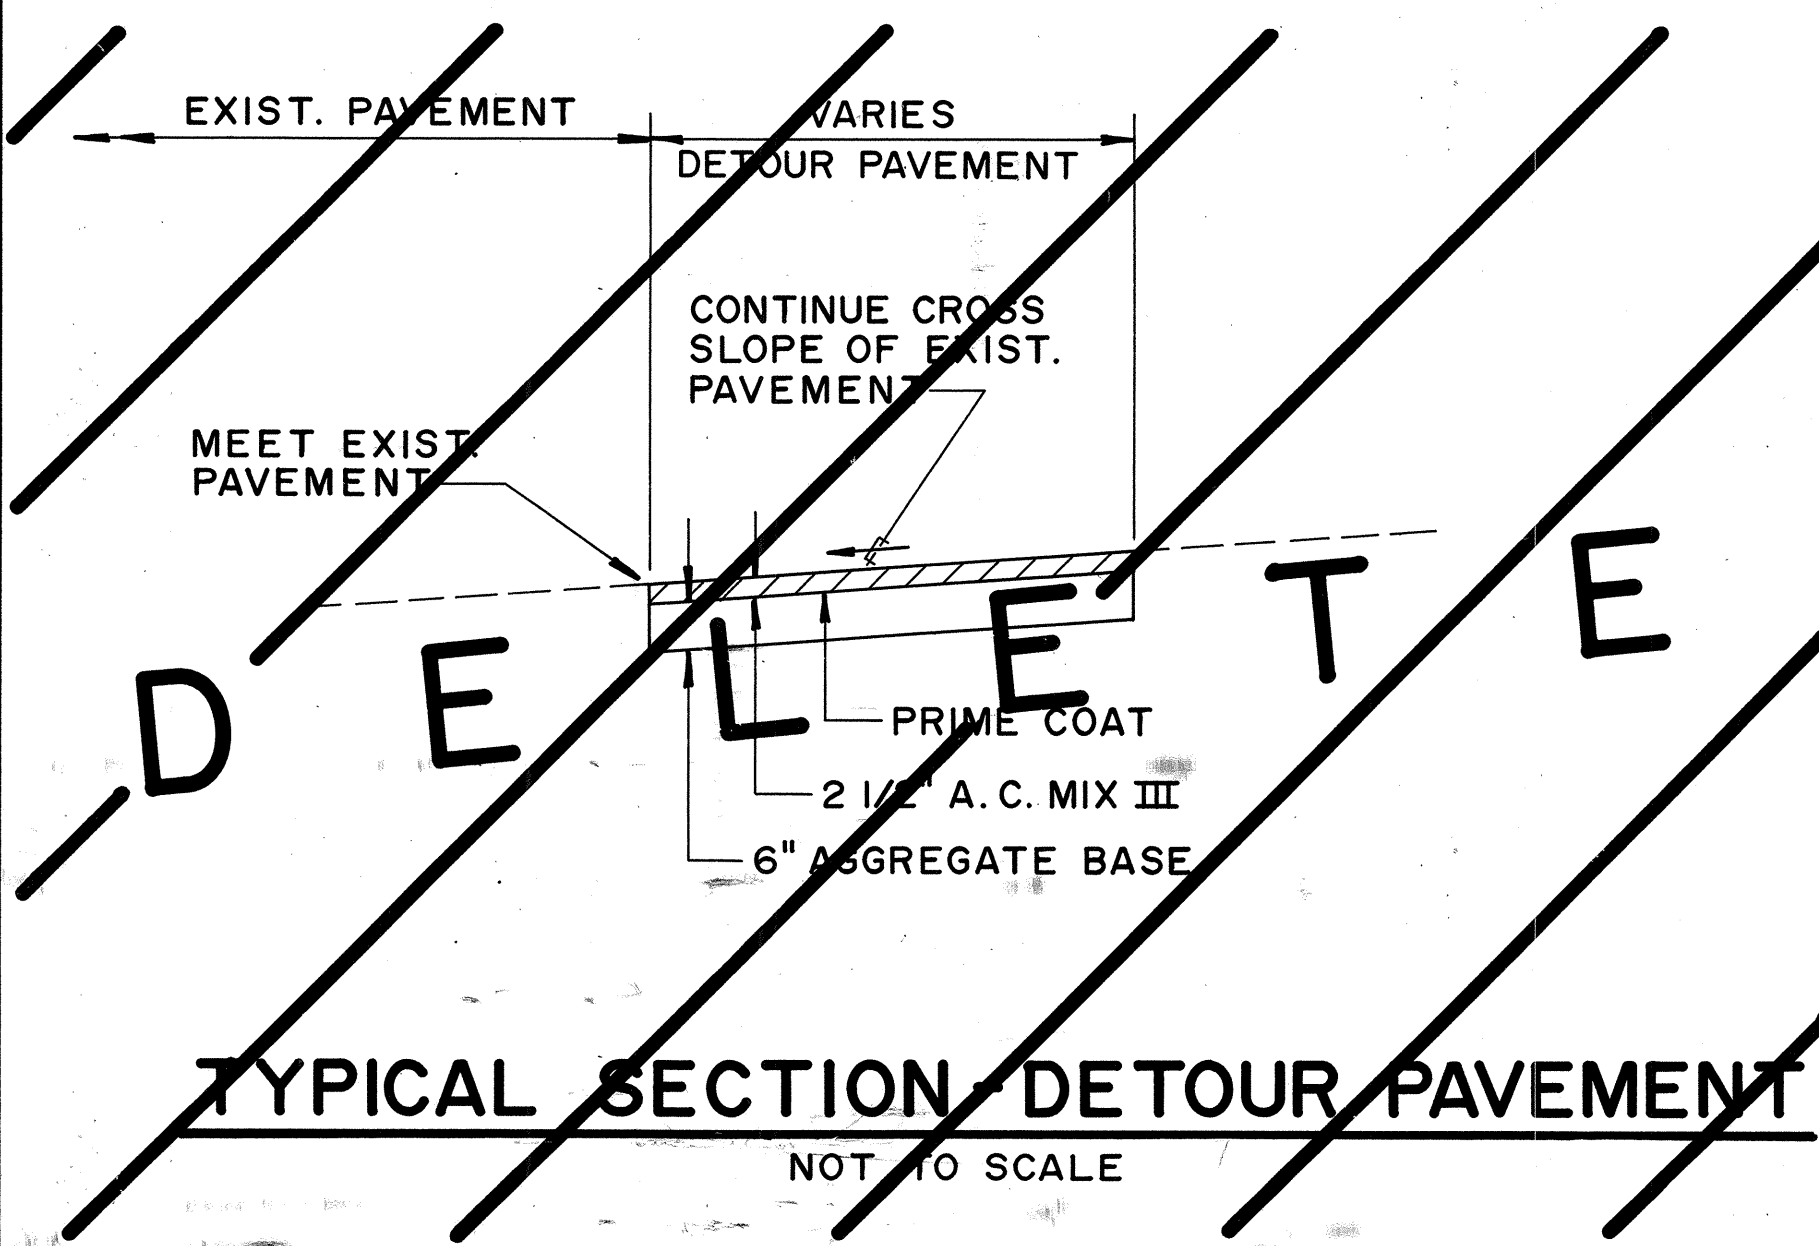 EXIST. PAVEMENT
VARIES
DETOUR PAVEMENT
CONTINUE CROSS
SLOPE OF EXIST.
PAVEMENT
MEET EXIST.
PAVEMENT
DELETE
PRIME COAT
2 1/2" A.C. MIX III
6" AGGREGATE BASE
TYPICAL SECTION - DETOUR PAVEMENT
NOT TO SCALE